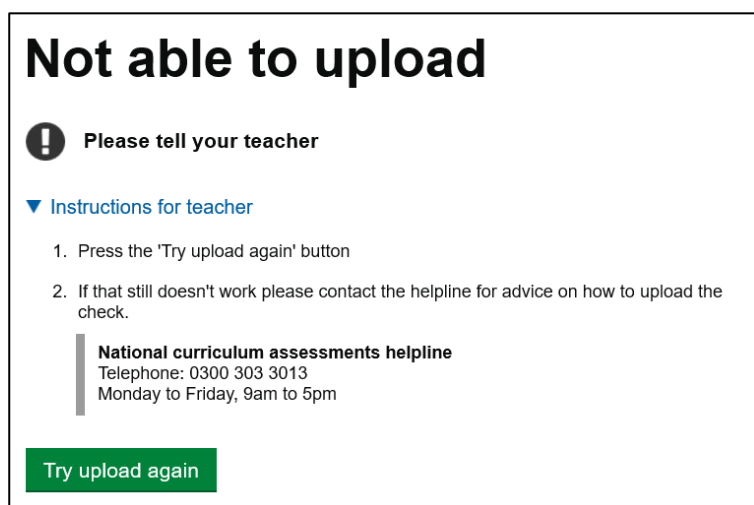 Not able to upload
Please tell your teacher
Instructions for teacher
1. Press the 'Try upload again' button
2. If that still doesn't work please contact the helpline for advice on how to upload the
check.
National curriculum assessments helpline
Telephone: 0300 303 3013
Monday to Friday, 9am to 5pm
Try upload again